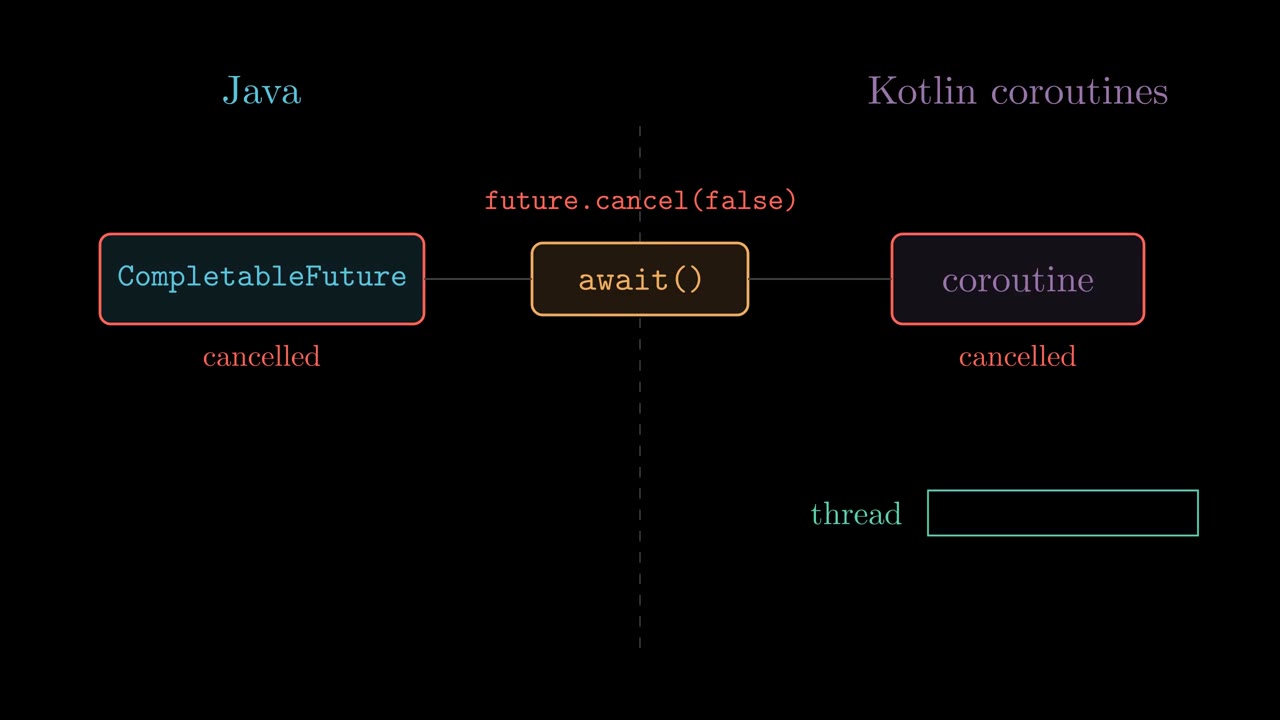 Java
Kotlin coroutines
future.cancel(false)
CompletableFuture
await()
coroutine
cancelled
cancelled
thread